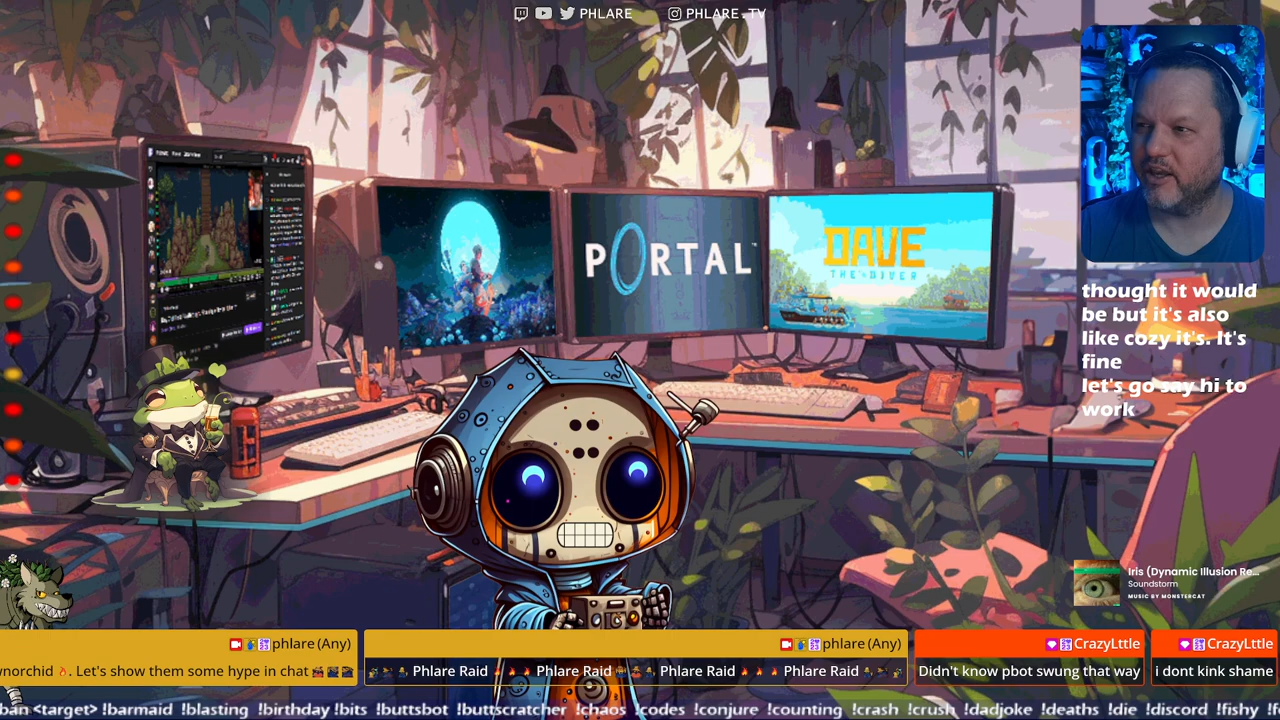 PHLARE PHLARE.TV
PORTAL
DAVE
THE DIVER
thought it would
be but it's also
like cozy it's. It's
fine
let's go say hi to
work
Iris (Dynamic Illusion Re...
Soundstorm
MUSIC BY MONSTERCAT
phlare (Any)
ynorchid 🔥. Let's show them some hype in chat
phlare (Any)
Phlare Raid Phlare Raid Phlare Raid Phlare Raid
CrazyLttle
Didn't know pbot swung that way
CrazyLttle
i dont kink shame
ban <target> !barmaid !blasting !birthday !bits !buttsbot !buttscratcher !chaos !codes !conjure !counting !crash !crush !dadjoke !deaths !die !discord !fishy